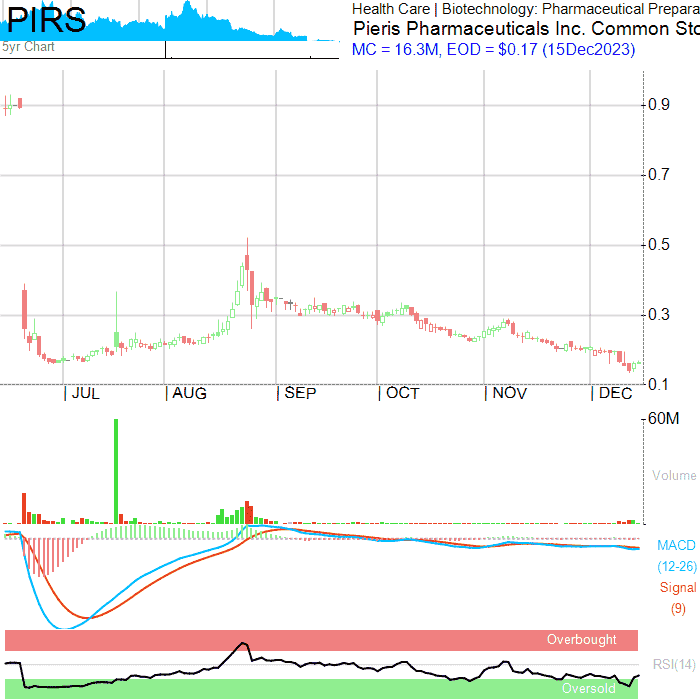 PIRS
Health Care | Biotechnology: Pharmaceutical Prepara
Pieris Pharmaceuticals Inc. Common Sto
MC = 16.3M, EOD = $0.17 (15Dec2023)
5yr Chart
0.9
0.7
0.5
0.3
0.1
JUL AUG SEP OCT NOV DEC
60M
Volume
MACD
(12-26)
Signal
(9)
Overbought
RSI(14)
Oversold